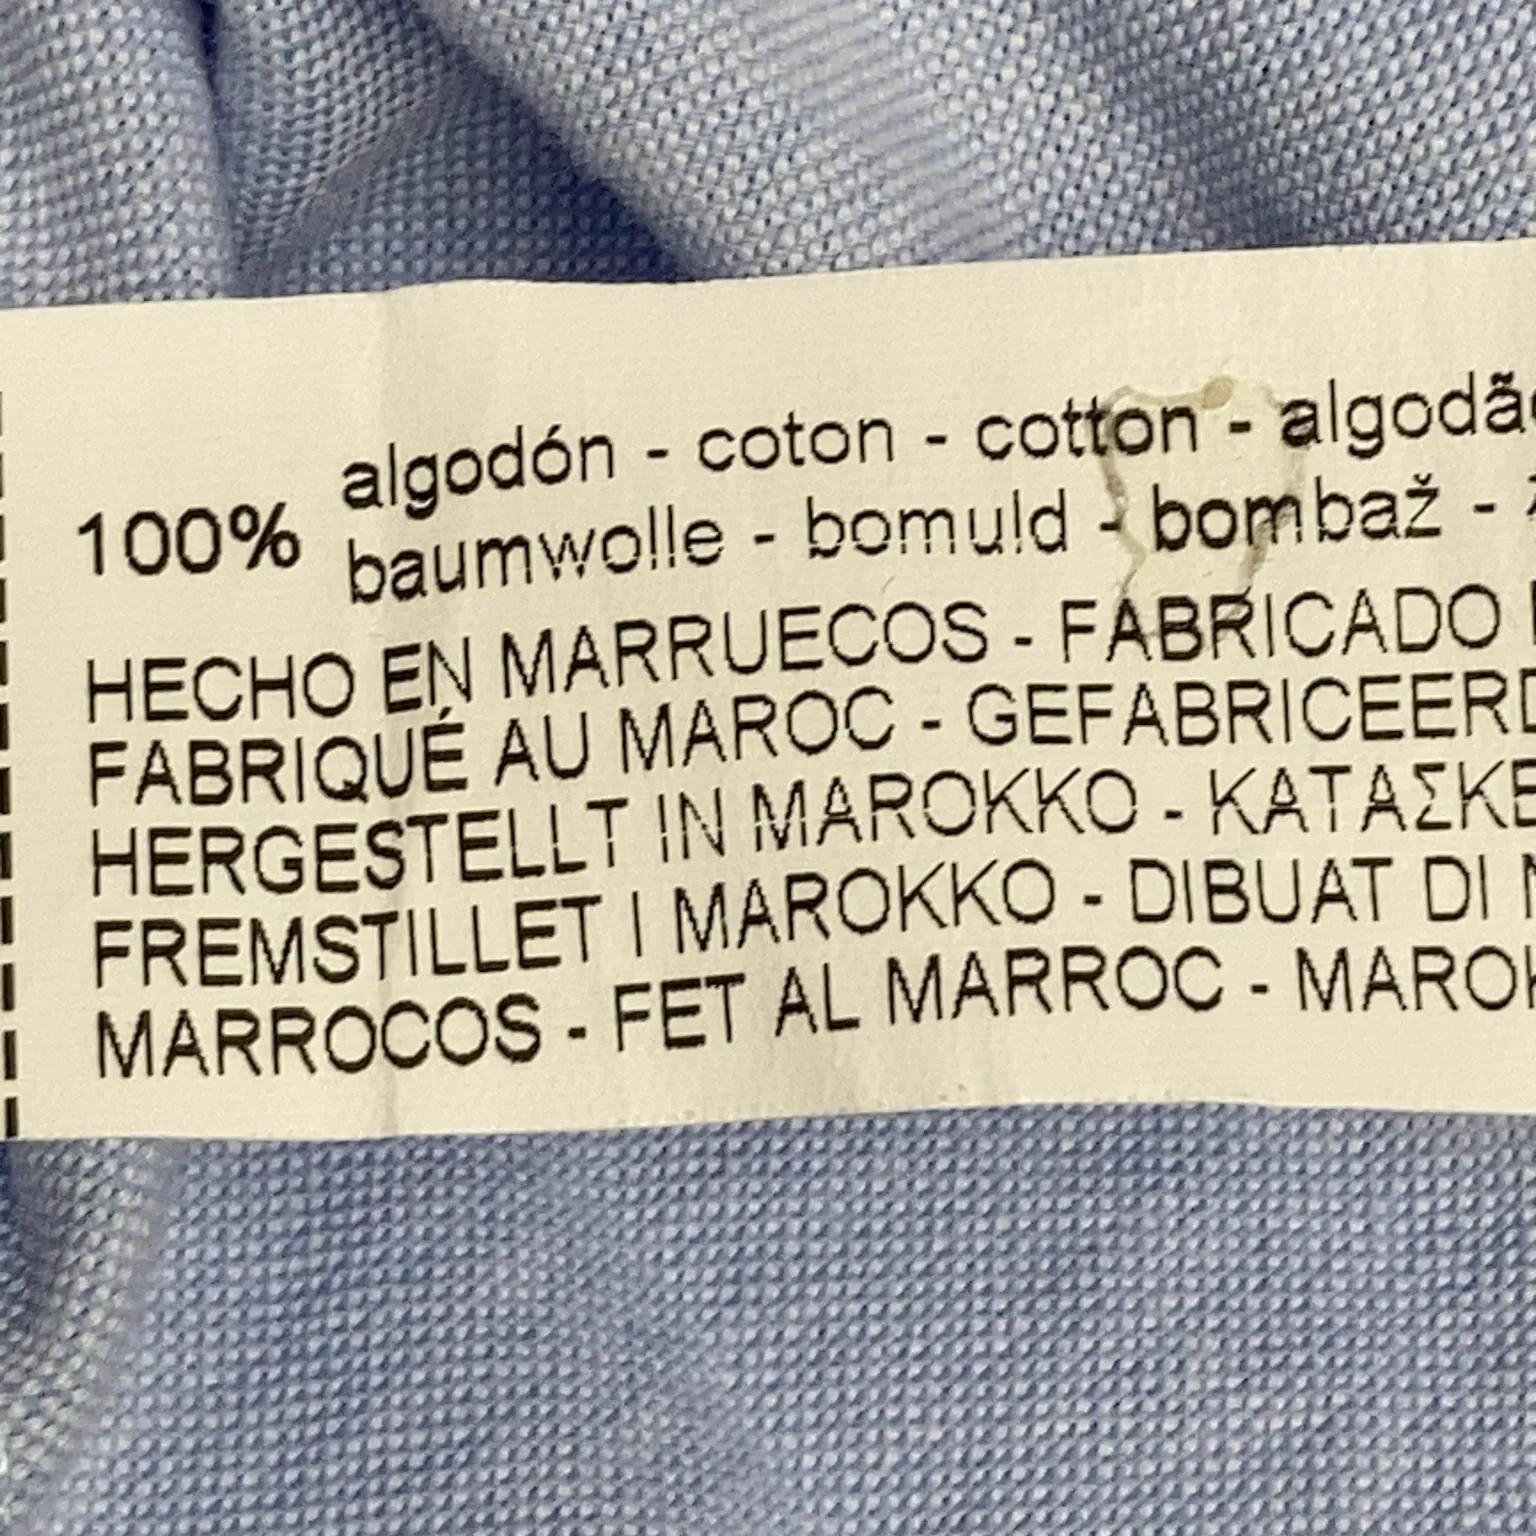 100% algodón - coton - cotton - algodão
baumwolle - bomuld - bombaž -
HECHO EN MARRUECOS - FABRICADO
FABRIQUÉ AU MAROC - GEFABRICEERD
HERGESTELLT IN MAROKKO - ΚΑΤΑΣΚΕ
FREMSTILLET I MAROKKO - DIBUAT DI
MARROCOS - FET AL MARROC - MAROK